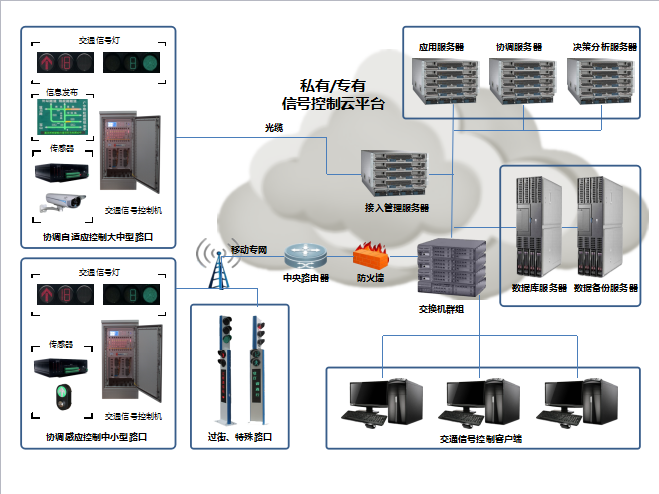 交通信号灯
信息发布
传感器
交通信号控制机
协调自适应控制大中型路口
私有/专有
信号控制云平台
光缆
应用服务器
协调服务器
决策分析服务器
接入管理服务器
移动专网
中央路由器
防火墙
交换机群组
数据库服务器
数据备份服务器
交通信号灯
传感器
交通信号控制机
协调感应控制中小型路口
过街、特殊路口
交通信号控制客户端